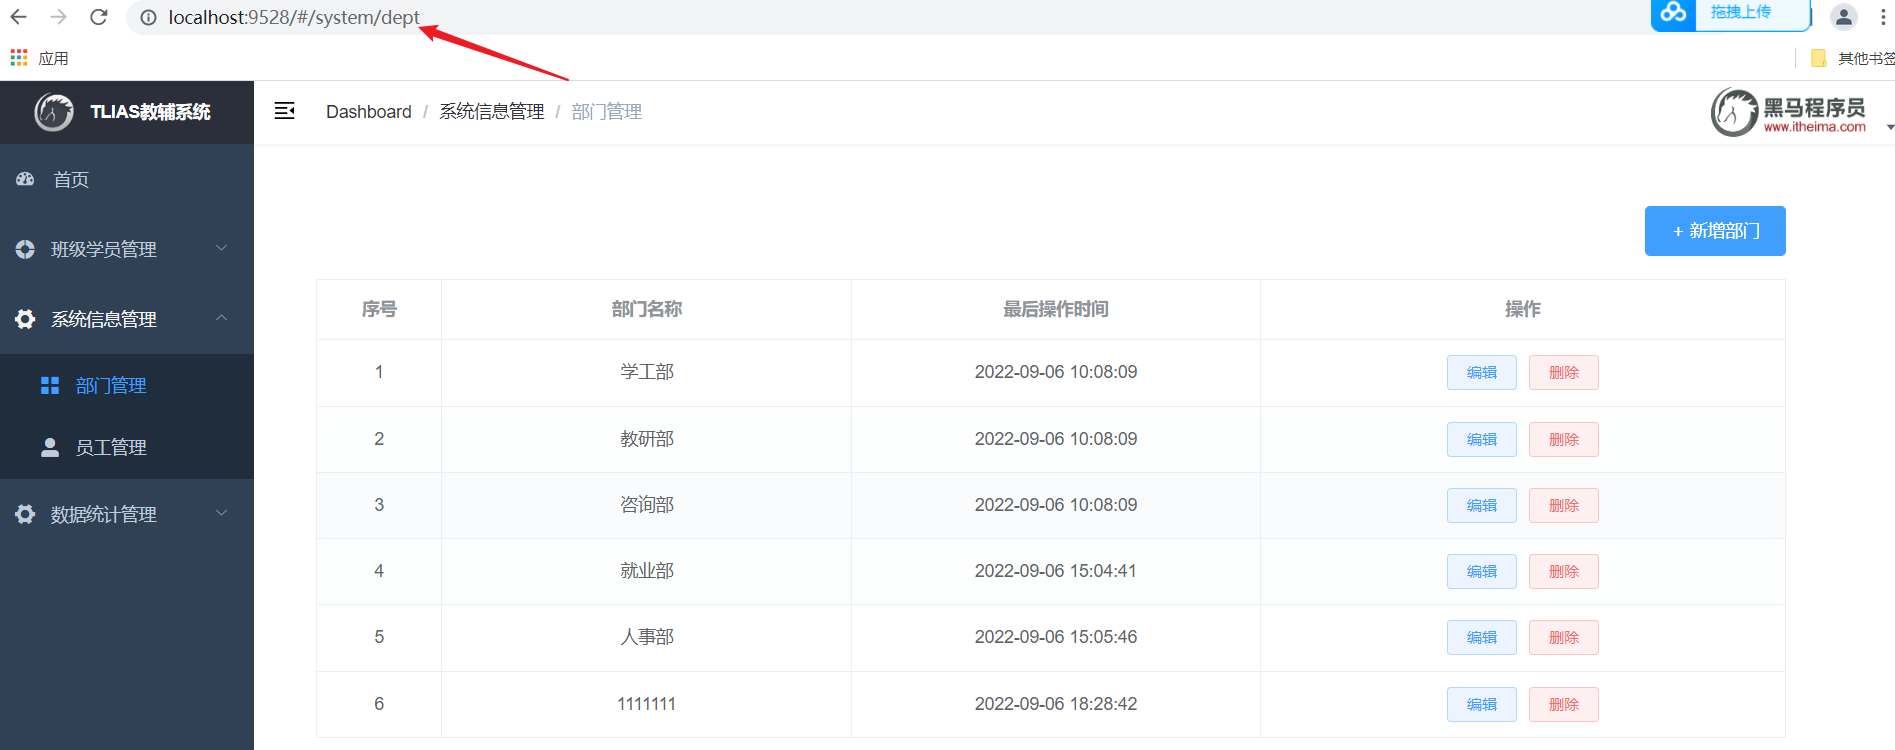 localhost:9528/#/system/dept
拖拽上传
应用
其他书签
TLIAS教辅系统
Dashboard / 系统信息管理 / 部门管理
黑马程序员
www.itheima.com
首页
班级学员管理
系统信息管理
部门管理
员工管理
数据统计管理
+ 新增部门
序号 部门名称 最后操作时间 操作
1 学工部 2022-09-06 10:08:09 编辑 删除
2 教研部 2022-09-06 10:08:09 编辑 删除
3 咨询部 2022-09-06 10:08:09 编辑 删除
4 就业部 2022-09-06 15:04:41 编辑 删除
5 人事部 2022-09-06 15:05:46 编辑 删除
6 1111111 2022-09-06 18:28:42 编辑 删除